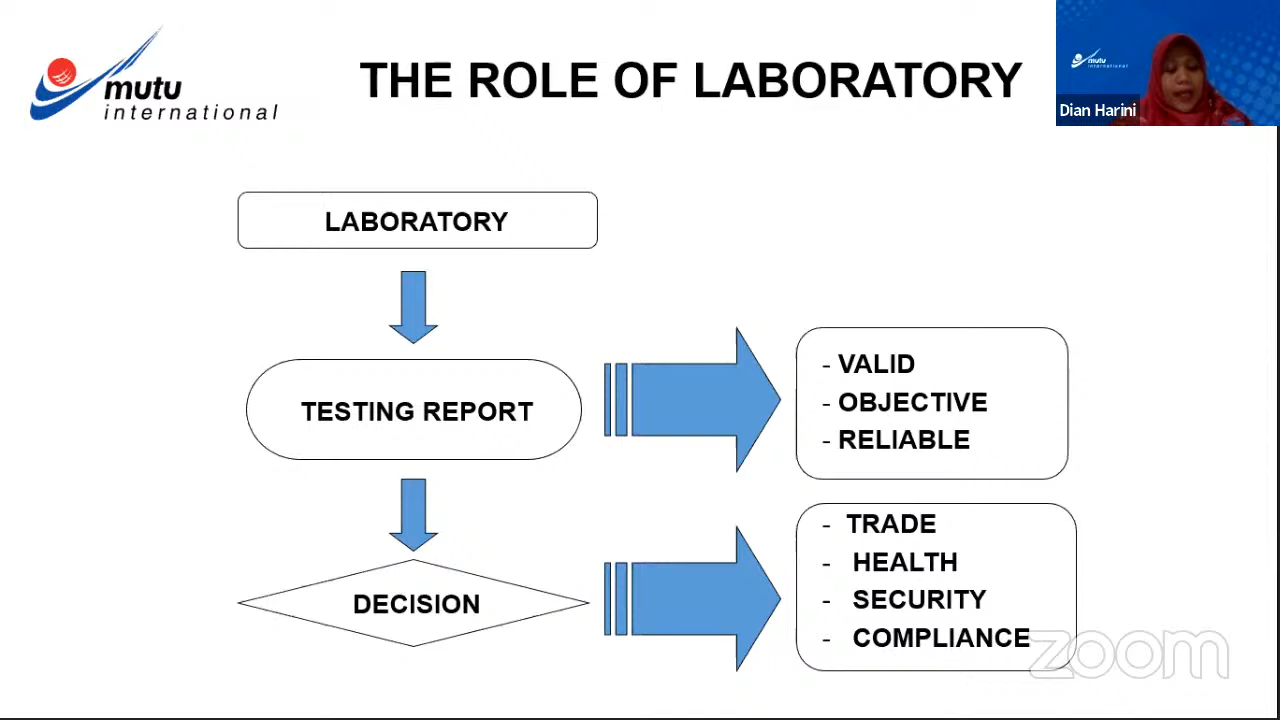 mutu
international
THE ROLE OF LABORATORY
mutu
international
Dian Harini
LABORATORY
TESTING REPORT
- VALID
- OBJECTIVE
- RELIABLE
DECISION
- TRADE
- HEALTH
- SECURITY
- COMPLIANCE
zoom